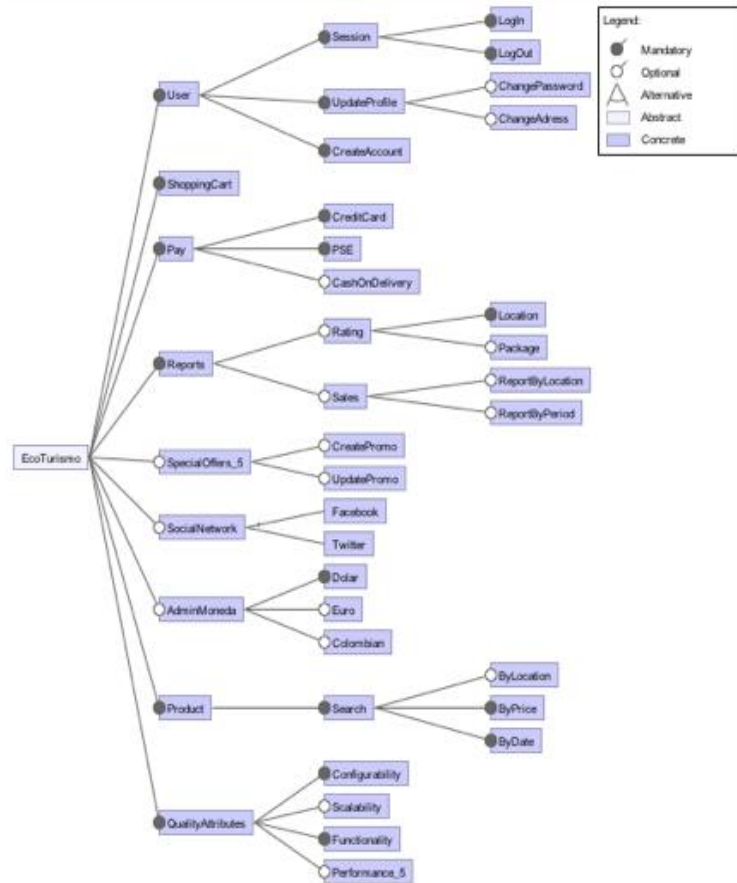 EcoTurismo
User
Session
LogIn
LogOut
UpdateProfile
ChangePassword
ChangeAdress
CreateAccount
ShoppingCart
Pay
CreditCard
PSE
CashOnDelivery
Reports
Rating
Location
Package
Sales
ReportByLocation
ReportByPeriod
SpecialOffers_5
CreatePromo
UpdatePromo
SocialNetwork
Facebook
Twitter
AdminMoneda
Dolar
Euro
Colombian
Product
Search
ByLocation
ByPrice
ByDate
QualityAttributes
Configurability
Scalability
Functionality
Performance_5
Legend:
Mandatory
Optional
Alternative
Abstract
Concrete